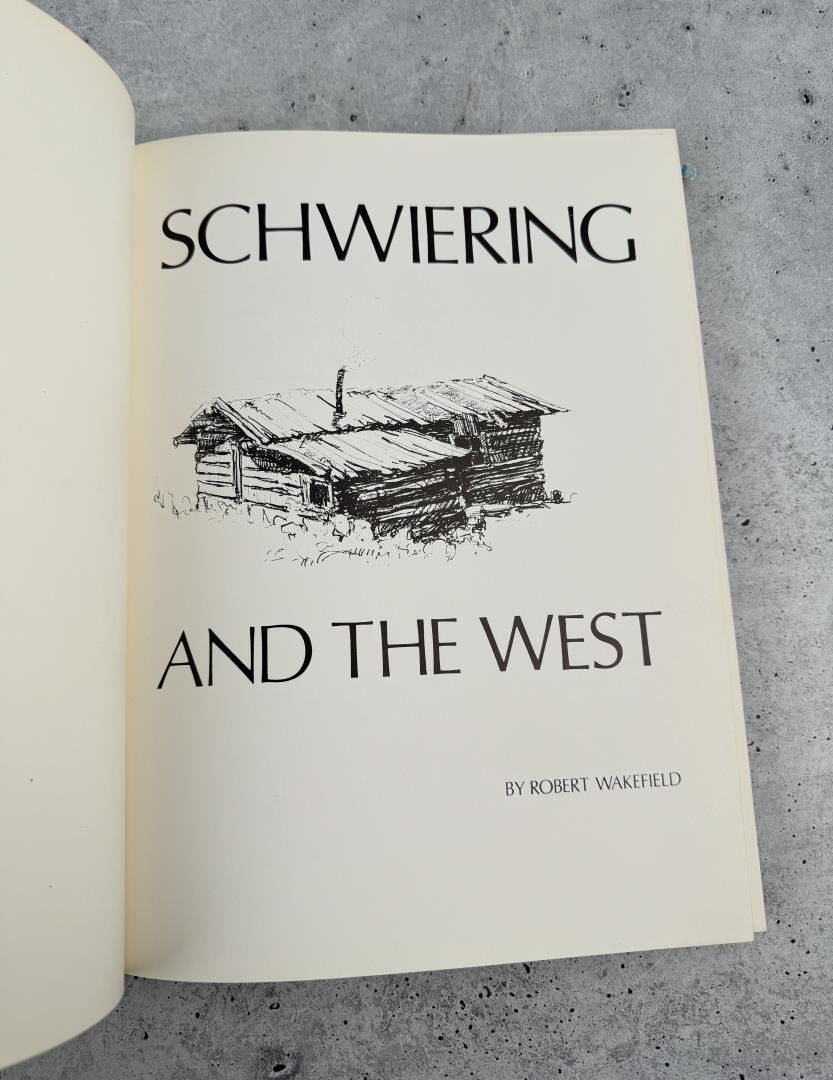 SCHWIERING
AND THE WEST
BY ROBERT WAKEFIELD